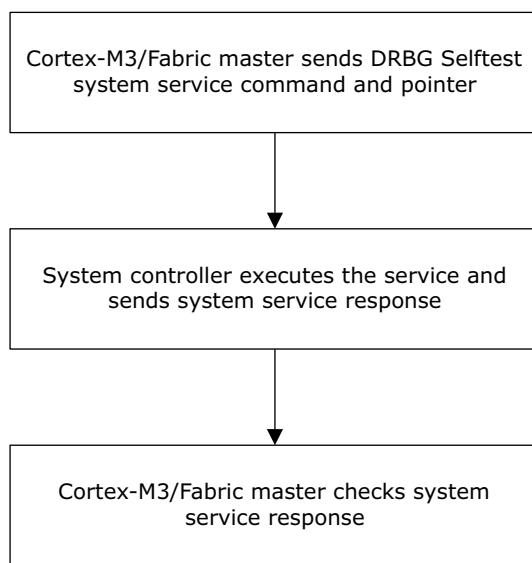 Cortex-M3/Fabric master sends DRBG Selftest
system service command and pointer
System controller executes the service and
sends system service response
Cortex-M3/Fabric master checks system
service response